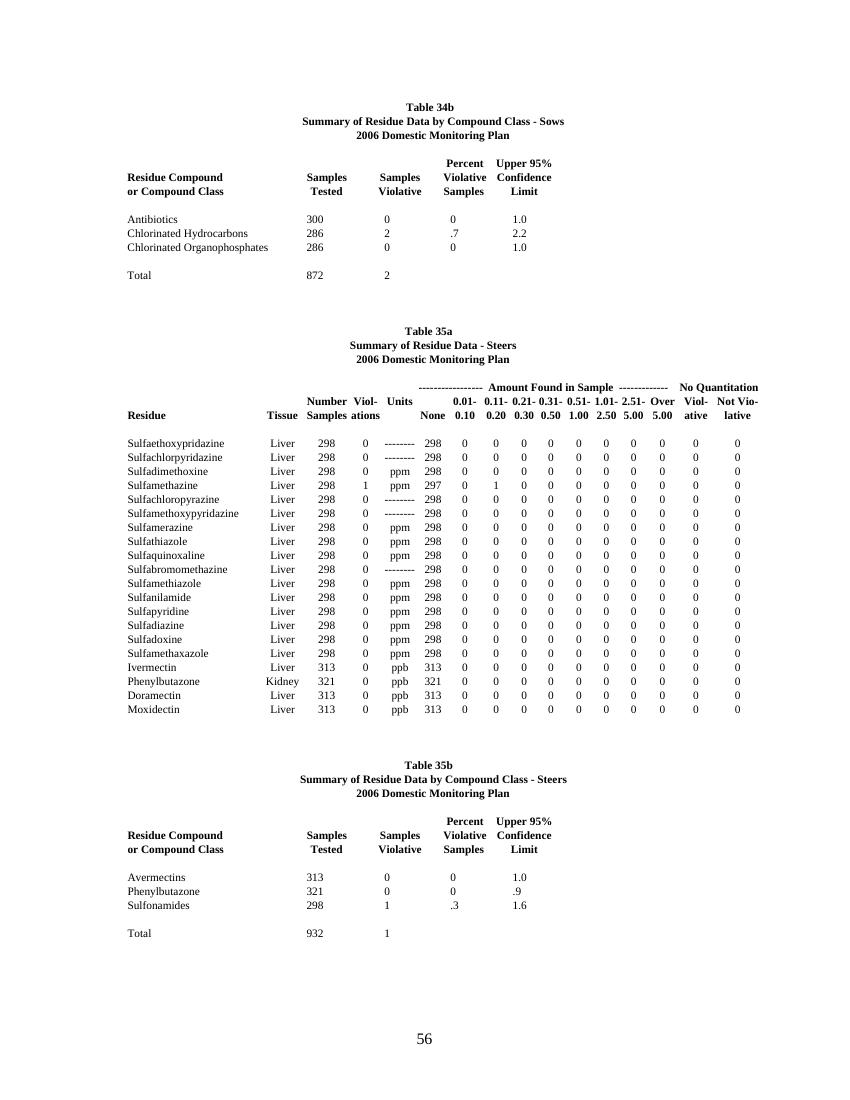 Table 34b
Summary of Residue Data by Compound Class - Sows
2006 Domestic Monitoring Plan
Percent Upper 95%
Residue Compound Samples Samples Violative Confidence
or Compound Class Tested Violative Samples Limit
Antibiotics 300 0 0 1.0
Chlorinated Hydrocarbons 286 2 .7 2.2
Chlorinated Organophosphates 286 0 0 1.0
Total 872 2
Table 35a
Summary of Residue Data - Steers
2006 Domestic Monitoring Plan
----------------- Amount Found in Sample ------------- No Quantitation
Number Viol- Units 0.01- 0.11- 0.21- 0.31- 0.51- 1.01- 2.51- Over Viol- Not Vio-
Residue Tissue Samples ations None 0.10 0.20 0.30 0.50 1.00 2.50 5.00 5.00 ative lative
Sulfaethoxypridazine Liver 298 0 -------- 298 0 0 0 0 0 0 0 0 0 0
Sulfachlorpyridazine Liver 298 0 -------- 298 0 0 0 0 0 0 0 0 0 0
Sulfadimethoxine Liver 298 0 ppm 298 0 0 0 0 0 0 0 0 0 0
Sulfamethazine Liver 298 1 ppm 297 0 1 0 0 0 0 0 0 0 0
Sulfachloropyrazine Liver 298 0 -------- 298 0 0 0 0 0 0 0 0 0 0
Sulfamethoxypyridazine Liver 298 0 -------- 298 0 0 0 0 0 0 0 0 0 0
Sulfamerazine Liver 298 0 ppm 298 0 0 0 0 0 0 0 0 0 0
Sulfathiazole Liver 298 0 ppm 298 0 0 0 0 0 0 0 0 0 0
Sulfaquinoxaline Liver 298 0 ppm 298 0 0 0 0 0 0 0 0 0 0
Sulfabromomethazine Liver 298 0 -------- 298 0 0 0 0 0 0 0 0 0 0
Sulfamethiazole Liver 298 0 ppm 298 0 0 0 0 0 0 0 0 0 0
Sulfanilamide Liver 298 0 ppm 298 0 0 0 0 0 0 0 0 0 0
Sulfapyridine Liver 298 0 ppm 298 0 0 0 0 0 0 0 0 0 0
Sulfadiazine Liver 298 0 ppm 298 0 0 0 0 0 0 0 0 0 0
Sulfadoxine Liver 298 0 ppm 298 0 0 0 0 0 0 0 0 0 0
Sulfamethaxazole Liver 298 0 ppm 298 0 0 0 0 0 0 0 0 0 0
Ivermectin Liver 313 0 ppb 313 0 0 0 0 0 0 0 0 0 0
Phenylbutazone Kidney 321 0 ppb 321 0 0 0 0 0 0 0 0 0 0
Doramectin Liver 313 0 ppb 313 0 0 0 0 0 0 0 0 0 0
Moxidectin Liver 313 0 ppb 313 0 0 0 0 0 0 0 0 0 0
Table 35b
Summary of Residue Data by Compound Class - Steers
2006 Domestic Monitoring Plan
Percent Upper 95%
Residue Compound Samples Samples Violative Confidence
or Compound Class Tested Violative Samples Limit
Avermectins 313 0 0 1.0
Phenylbutazone 321 0 0 .9
Sulfonamides 298 1 .3 1.6
Total 932 1
56